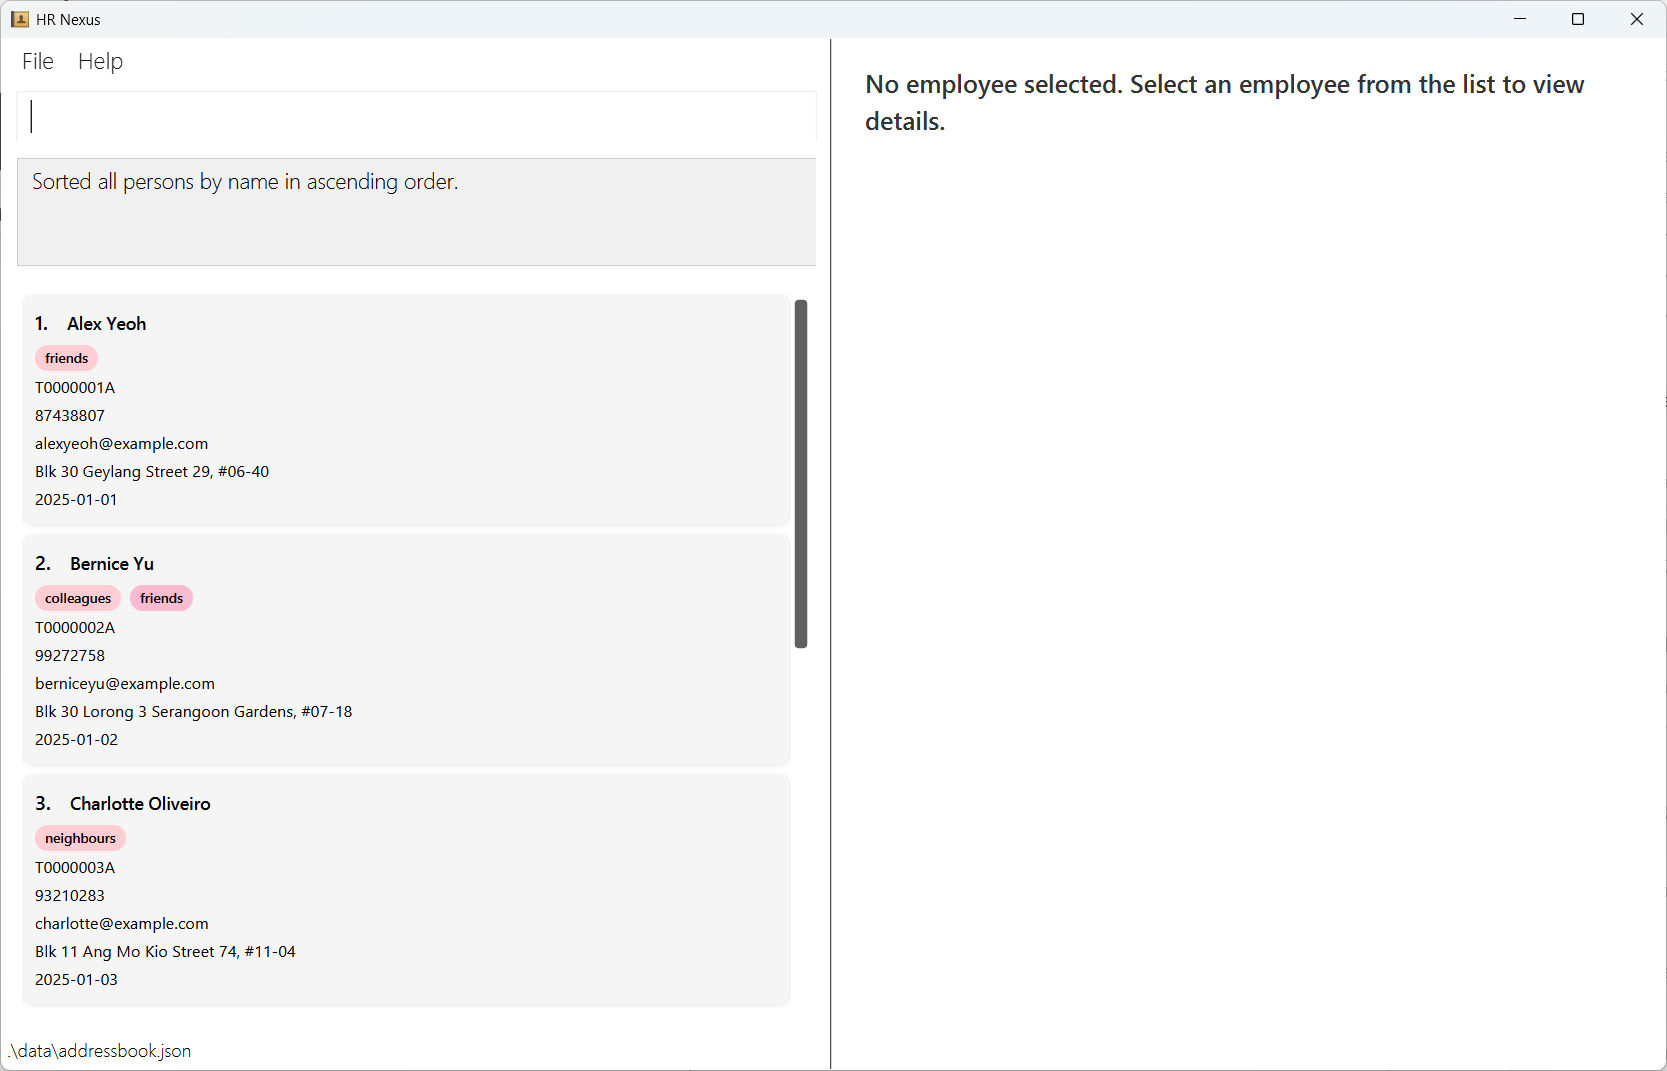 HR Nexus
File Help
Sorted all persons by name in ascending order.
1. Alex Yeoh
friends
T0000001A
87438807
alexyeoh@example.com
Blk 30 Geylang Street 29, #06-40
2025-01-01
2. Bernice Yu
colleagues friends
T0000002A
99272758
berniceyu@example.com
Blk 30 Lorong 3 Serangoon Gardens, #07-18
2025-01-02
3. Charlotte Oliveiro
neighbours
T0000003A
93210283
charlotte@example.com
Blk 11 Ang Mo Kio Street 74, #11-04
2025-01-03
.\data\addressbook.json
No employee selected. Select an employee from the list to view
details.